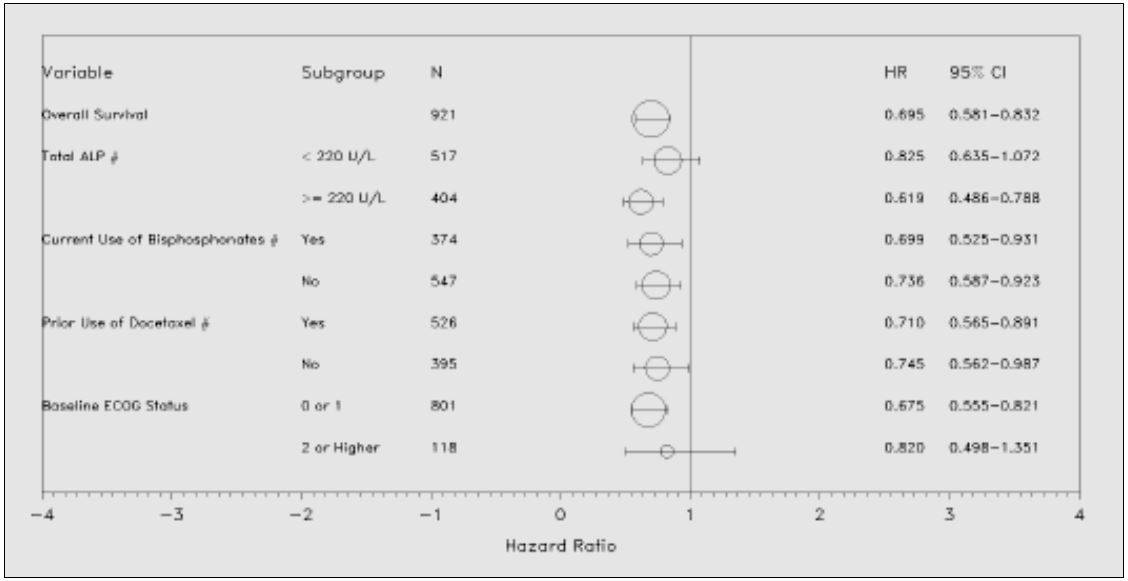 Variable Subgroup N HR 95% CI
Overall Survival 921 0.695 0.581-0.832
Total ALP # < 220 U/L 517 0.825 0.635-1.072
>= 220 U/L 404 0.619 0.486-0.788
Current Use of Bisphosphonates # Yes 374 0.699 0.525-0.931
No 547 0.736 0.587-0.923
Prior Use of Docetaxel # Yes 526 0.710 0.565-0.891
No 395 0.745 0.562-0.987
Baseline ECOG Status 0 or 1 801 0.675 0.555-0.821
2 or Higher 118 0.820 0.498-1.351
-4 -3 -2 -1 0 1 2 3 4
Hazard Ratio